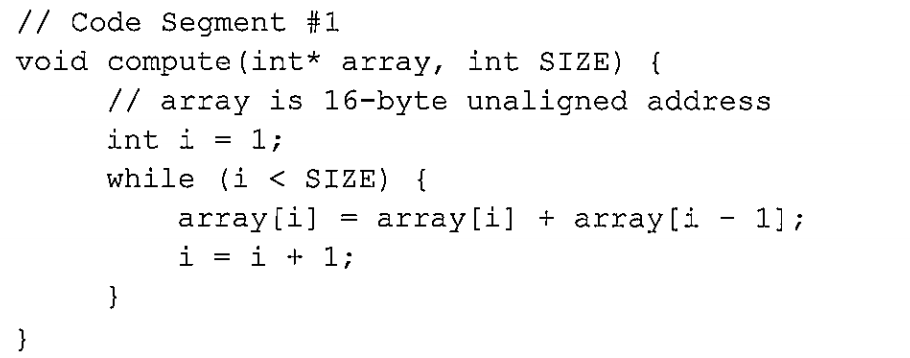 // Code Segment #1
void compute(int* array, int SIZE) {
// array is 16-byte unaligned address
int i = 1;
while (i < SIZE) {
array[i] = array[i] + array[i - 1];
i = i + 1;
}
}